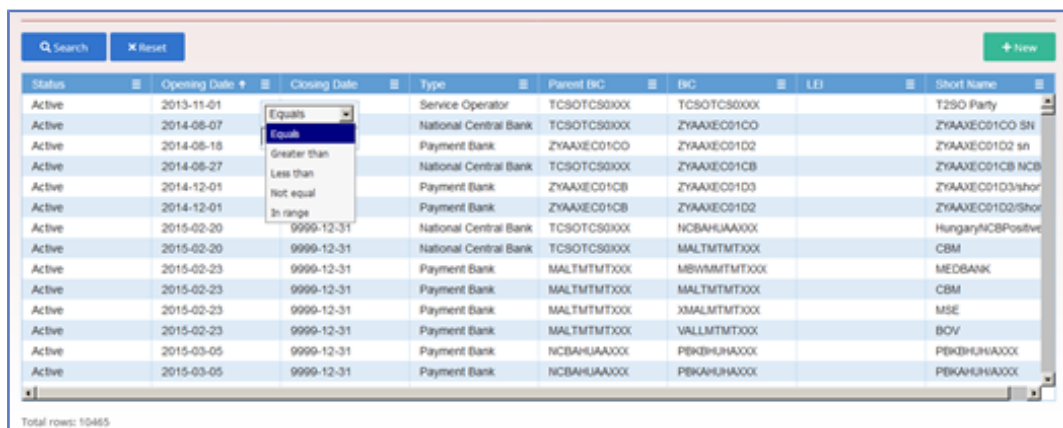 Search Reset New
Status Opening Date Closing Date Type Parent BIC BIC LEI Short Name
Active 2013-11-01 Service Operator TCSOTCS0XXX TCSOTCS0XXX T2SO Party
Equals
Active 2014-06-07 National Central Bank TCSOTCS0XXX ZYAAXEC01CO ZYAAXEC01CO SN
Equals
Active 2014-08-18 Payment Bank ZYAAXEC01CO ZYAAXEC01D2 ZYAAXEC01D2 sn
Greater than
Active 2014-08-27 National Central Bank TCSOTCS0XXX ZYAAXEC01CB ZYAAXEC01CB NCB
Less than
Active 2014-12-01 Payment Bank ZYAAXEC01CB ZYAAXEC01D3 ZYAAXEC01D3/shor
Not equal
Active 2014-12-01 Payment Bank ZYAAXEC01CB ZYAAXEC01D2 ZYAAXEC01D2/Shor
In range
Active 2015-02-20 9999-12-31 National Central Bank TCSOTCS0XXX NCBAHUAAXXX HungaryNCBPositive
Active 2015-02-20 9999-12-31 National Central Bank TCSOTCS0XXX MALTMTMTXXX CBM
Active 2015-02-23 9999-12-31 Payment Bank MALTMTMTXXX MBWMMTMTXXX MEDBANK
Active 2015-02-23 9999-12-31 Payment Bank MALTMTMTXXX MALTMTMTXXX CBM
Active 2015-02-23 9999-12-31 Payment Bank MALTMTMTXXX XMALMTMTXXX MSE
Active 2015-02-23 9999-12-31 Payment Bank MALTMTMTXXX VALLMTMTXXX BOV
Active 2015-03-05 9999-12-31 Payment Bank NCBAHUAAXXX PBKBHUHAXXX PBKBHUH/AXXX
Active 2015-03-05 9999-12-31 Payment Bank NCBAHUAAXXX PBKAHUHAXXX PBKAHUH/AXXX
Total rows: 10465